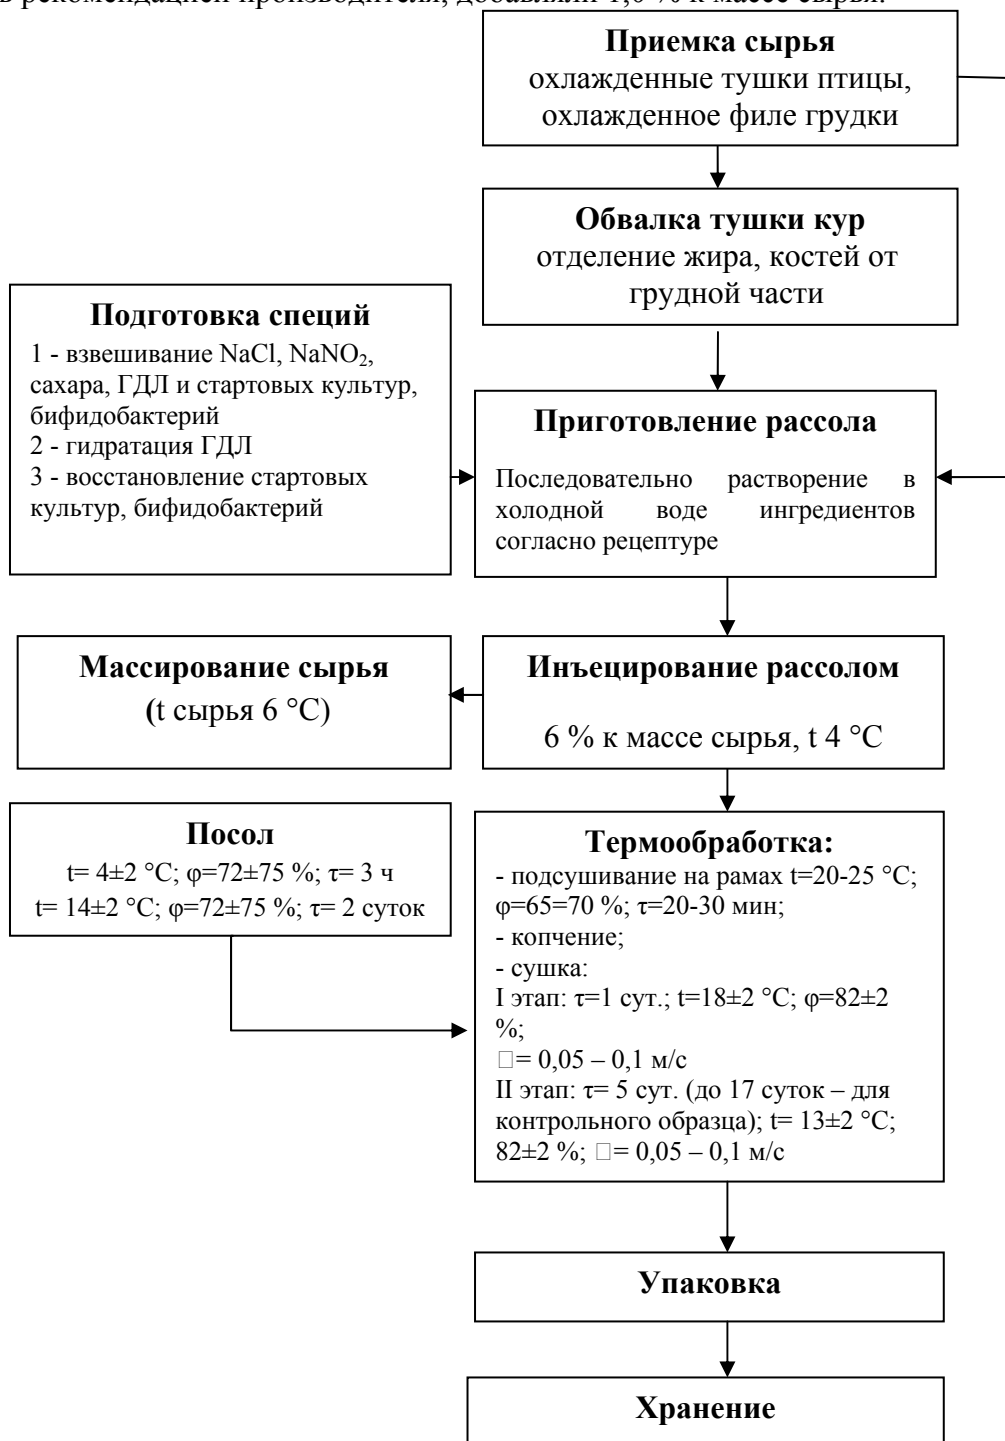 в рекомендацией производителя, добавляли 1,0 % к массе сырья.
Приемка сырья
охлажденные тушки птицы,
охлажденное филе грудки
Обвалка тушки кур
отделение жира, костей от
грудной части
Подготовка специй
1 - взвешивание NaCl, NaNO₂,
сахара, ГДЛ и стартовых культур,
бифидобактерий
2 - гидратация ГДЛ
3 - восстановление стартовых
культур, бифидобактерий
Приготовление рассола
Последовательно растворение в
холодной воде ингредиентов
согласно рецептуре
Массирование сырья
(t сырья 6 °С)
Инъецирование рассолом
6 % к массе сырья, t 4 °С
Посол
t= 4±2 °С; φ=72±75 %; τ= 3 ч
t= 14±2 °С; φ=72±75 %; τ= 2 суток
Термообработка:
- подсушивание на рамах t=20-25 °С;
φ=65=70 %; τ=20-30 мин;
- копчение;
- сушка:
I этап: τ=1 сут.; t=18±2 °С; φ=82±2
%;
□= 0,05 – 0,1 м/с
II этап: τ= 5 сут. (до 17 суток – для
контрольного образца); t= 13±2 °С;
82±2 %; □= 0,05 – 0,1 м/с
Упаковка
Хранение